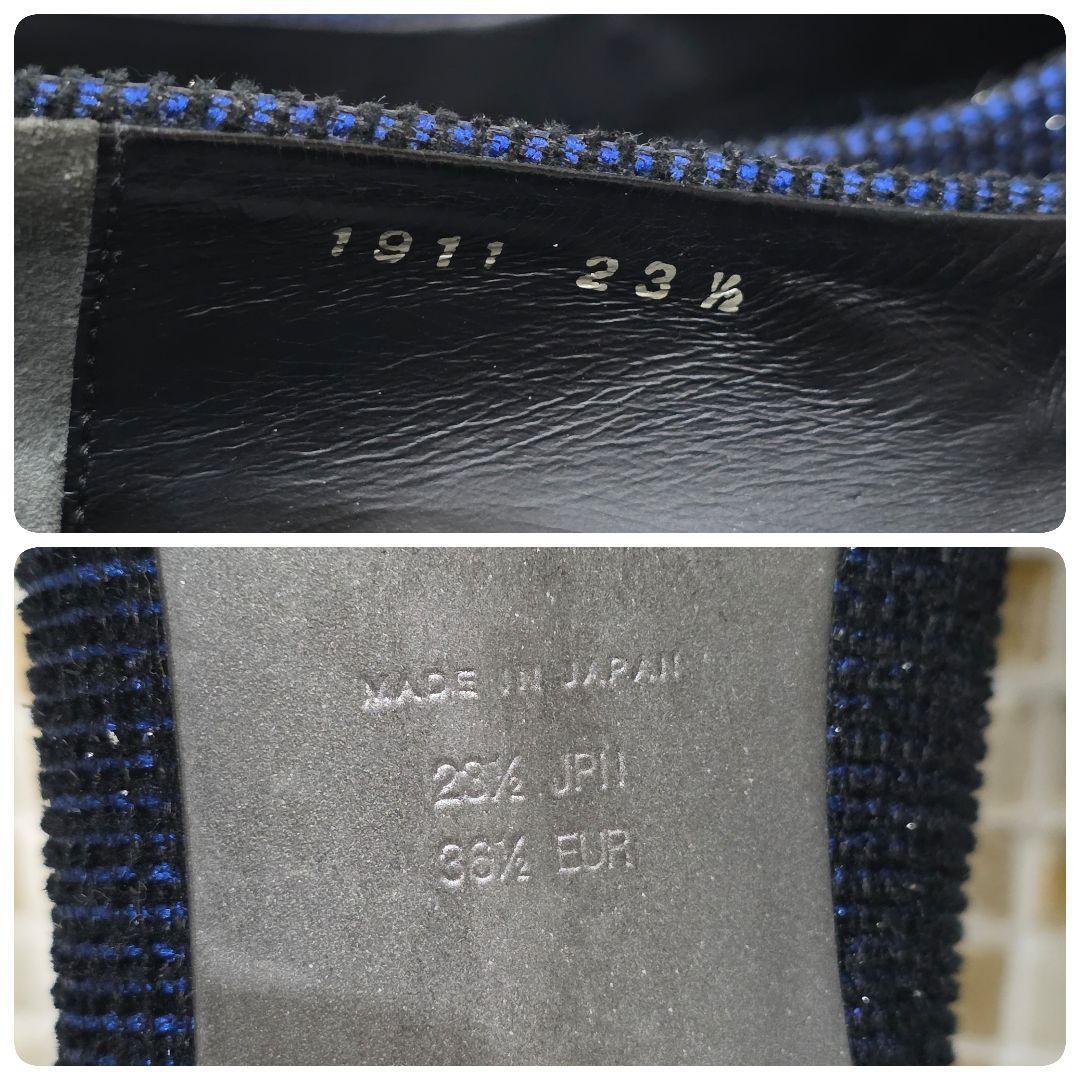 1911 23½
MADE IN JAPAN
23½ JPN
36½ EUR